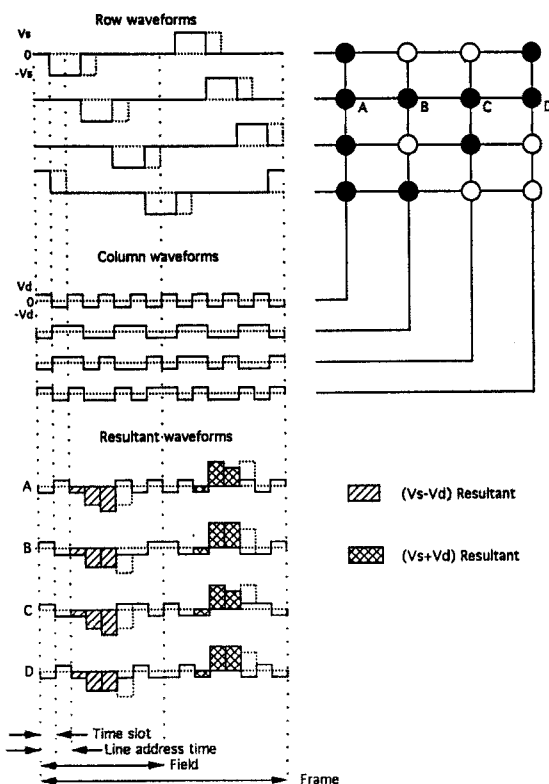 Row waveforms
Vs
0
-Vs
A B C D
Column waveforms
Vd
0
-Vd
Resultant waveforms
A
(Vs-Vd) Resultant
B
(Vs+Vd) Resultant
C
D
Time slot
Line address time
Field
Frame